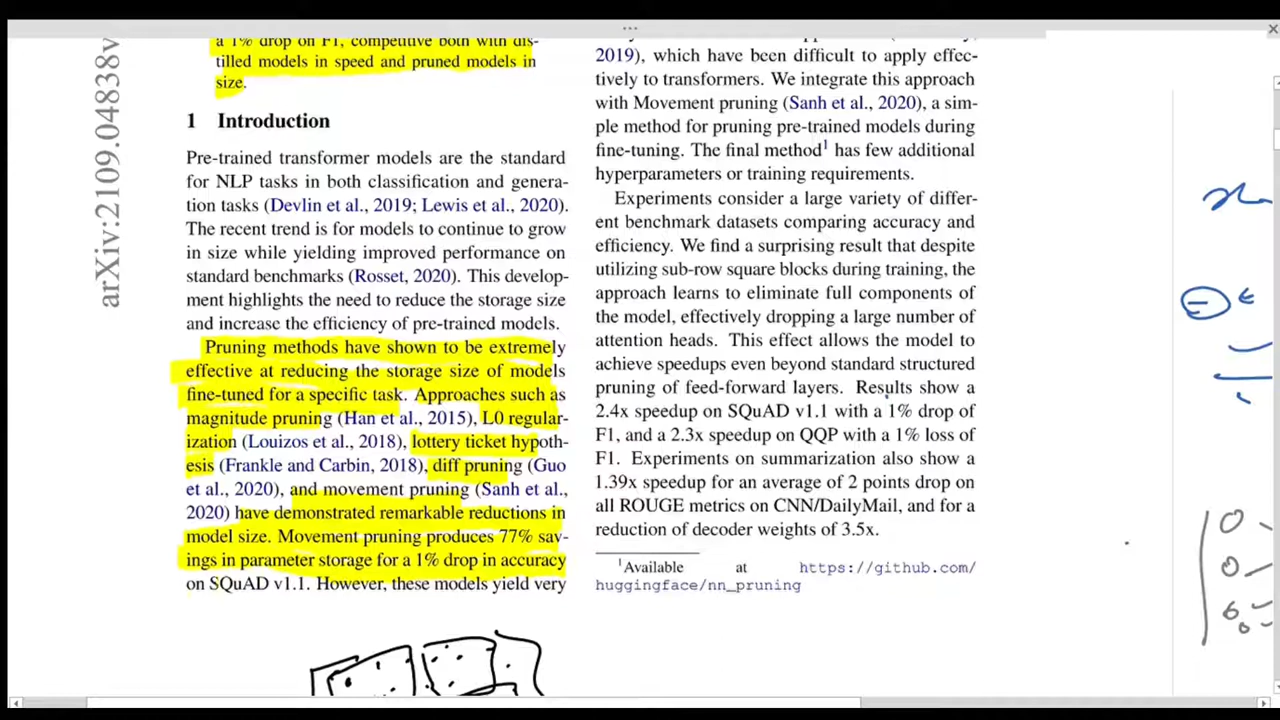 arXiv:2109.04838v
a 1% drop on F1, competitive both with dis-
tilled models in speed and pruned models in
size.
1 Introduction
Pre-trained transformer models are the standard
for NLP tasks in both classification and genera-
tion tasks (Devlin et al., 2019; Lewis et al., 2020).
The recent trend is for models to continue to grow
in size while yielding improved performance on
standard benchmarks (Rosset, 2020). This develop-
ment highlights the need to reduce the storage size
and increase the efficiency of pre-trained models.
Pruning methods have shown to be extremely
effective at reducing the storage size of models
fine-tuned for a specific task. Approaches such as
magnitude pruning (Han et al., 2015), L0 regular-
ization (Louizos et al., 2018), lottery ticket hypoth-
esis (Frankle and Carbin, 2018), diff pruning (Guo
et al., 2020), and movement pruning (Sanh et al.,
2020) have demonstrated remarkable reductions in
model size. Movement pruning produces 77% sav-
ings in parameter storage for a 1% drop in accuracy
on SQuAD v1.1. However, these models yield very
2019), which have been difficult to apply effec-
tively to transformers. We integrate this approach
with Movement pruning (Sanh et al., 2020), a sim-
ple method for pruning pre-trained models during
fine-tuning. The final method1 has few additional
hyperparameters or training requirements.
Experiments consider a large variety of differ-
ent benchmark datasets comparing accuracy and
efficiency. We find a surprising result that despite
utilizing sub-row square blocks during training, the
approach learns to eliminate full components of
the model, effectively dropping a large number of
attention heads. This effect allows the model to
achieve speedups even beyond standard structured
pruning of feed-forward layers. Results show a
2.4x speedup on SQuAD v1.1 with a 1% drop of
F1, and a 2.3x speedup on QQP with a 1% loss of
F1. Experiments on summarization also show a
1.39x speedup for an average of 2 points drop on
all ROUGE metrics on CNN/DailyMail, and for a
reduction of decoder weights of 3.5x.
1Available at https://github.com/
huggingface/nn_pruning